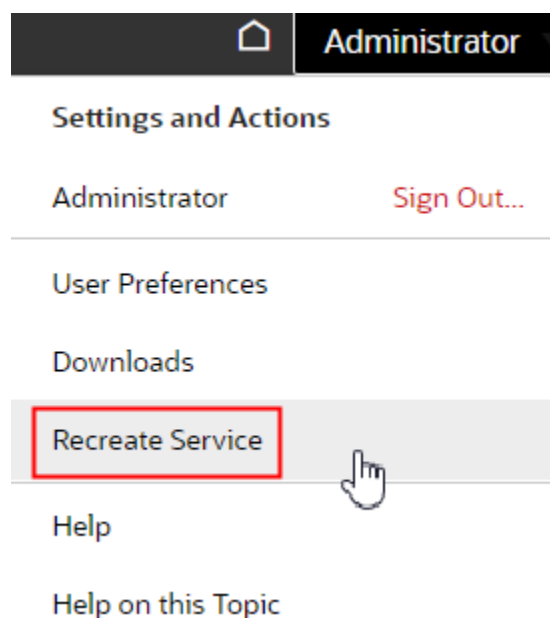 Administrator
Settings and Actions
Administrator Sign Out...
User Preferences
Downloads
Recreate Service
Help
Help on this Topic